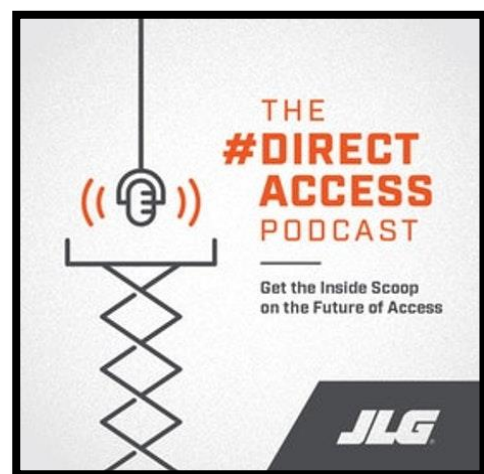 THE
#DIRECT
ACCESS
PODCAST
Get the Inside Scoop
on the Future of Access
JLG